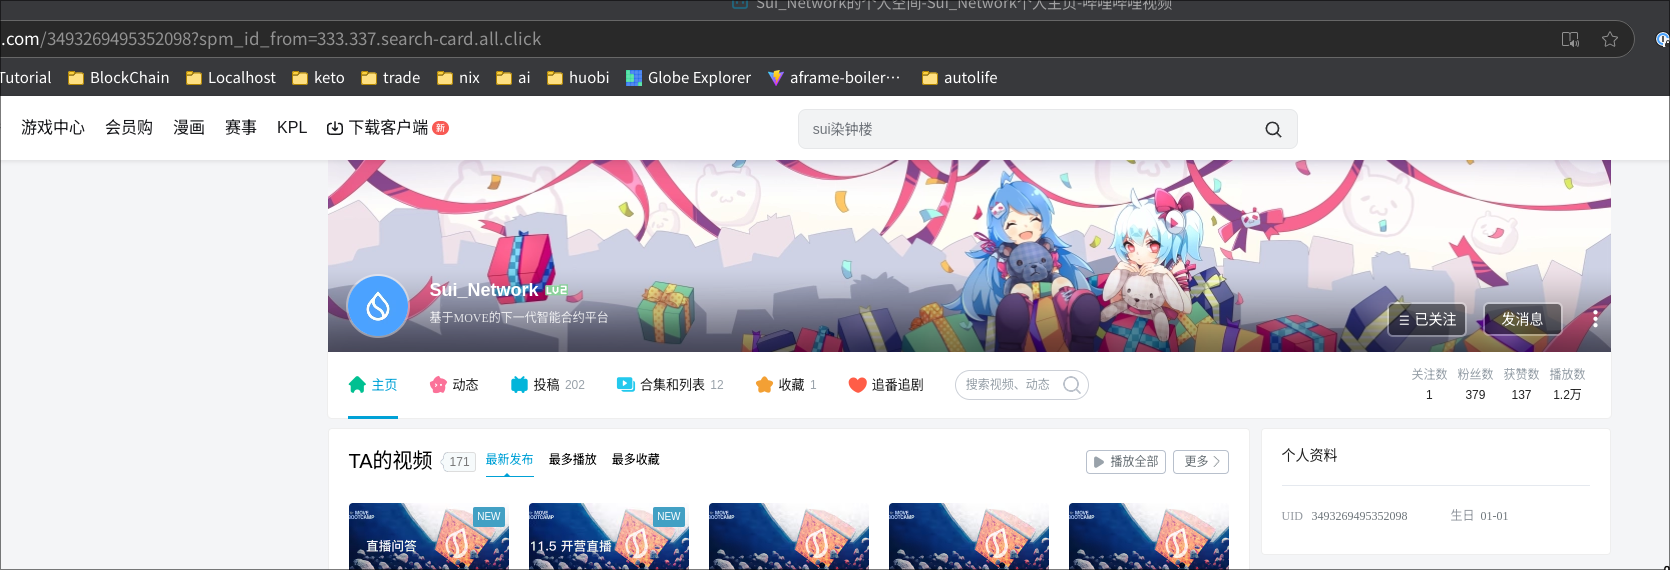 Sui_Network的个人空间-Sui_Network个人主页-哔哩哔哩视频
.com/3493269495352098?spm_id_from=333.337.search-card.all.click
Tutorial BlockChain Localhost keto trade nix ai huobi Globe Explorer aframe-boiler… autolife
游戏中心 会员购 漫画 赛事 KPL 下载客户端 新
sui染钟楼
Sui_Network LV2
基于MOVE的下一代智能合约平台
已关注 发消息
主页 动态 投稿 202 合集和列表 12 收藏 1 追番追剧 搜索视频、动态
关注数 粉丝数 获赞数 播放数
1 379 137 1.2万
TA的视频 171 最新发布 最多播放 最多收藏 播放全部 更多
个人资料
UID 3493269495352098 生日 01-01
MOVE NEW MOVE NEW MOVE MOVE MOVE
BOOTCAMP OOTCAMP BOOTCAMP BOOTCAMP BOOTCAMP
直播问答 11.5 开营直播